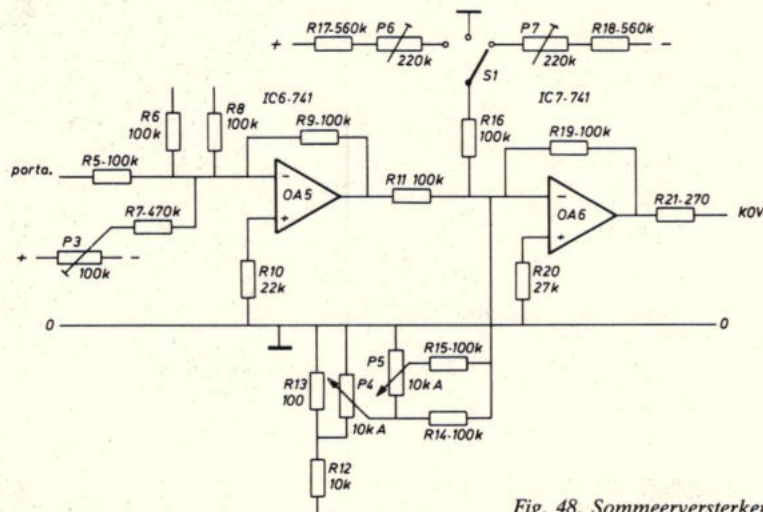 + R17-560k P6 220k
P7 220k R18-560k -
S1
R6 100k
R8 100k
IC6-741
R9-100k
IC7-741
R16 100k
R19-100k
porta.
R5-100k
R7-470k
+ P3 100k -
- OA5 +
R11 100k
- OA6 +
R21-270
KOV
R10 22k
R20 27k
0 0
R13 100
P4 10kA
P5 10kA
R15-100k
R14-100k
R12 10k
Fig. 48. Sommeerversterker